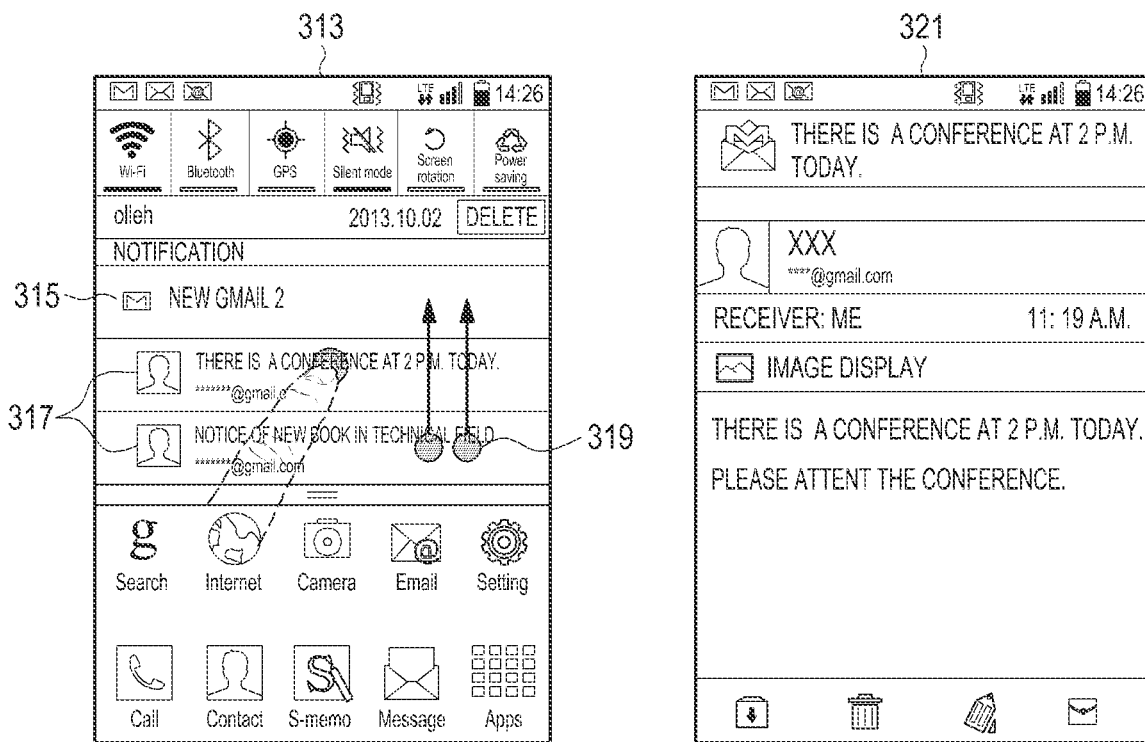 313
LTE 14:26
Wi-Fi Bluetooth GPS Silent mode Screen rotation Power saving
olleh 2013.10.02 DELETE
NOTIFICATION
315 NEW GMAIL 2
THERE IS A CONFERENCE AT 2 P.M. TODAY.
*******@gmail.c
317
NOTICE OF NEW BOOK IN TECHNICAL FIELD
*******@gmail.com
319
g S
Search Internet Camera Email Setting
Call Contact S-memo Message Apps
321
LTE 14:26
THERE IS A CONFERENCE AT 2 P.M.
TODAY.
XXX
****@gmail.com
RECEIVER: ME 11: 19 A.M.
IMAGE DISPLAY
THERE IS A CONFERENCE AT 2 P.M. TODAY.
PLEASE ATTENT THE CONFERENCE.